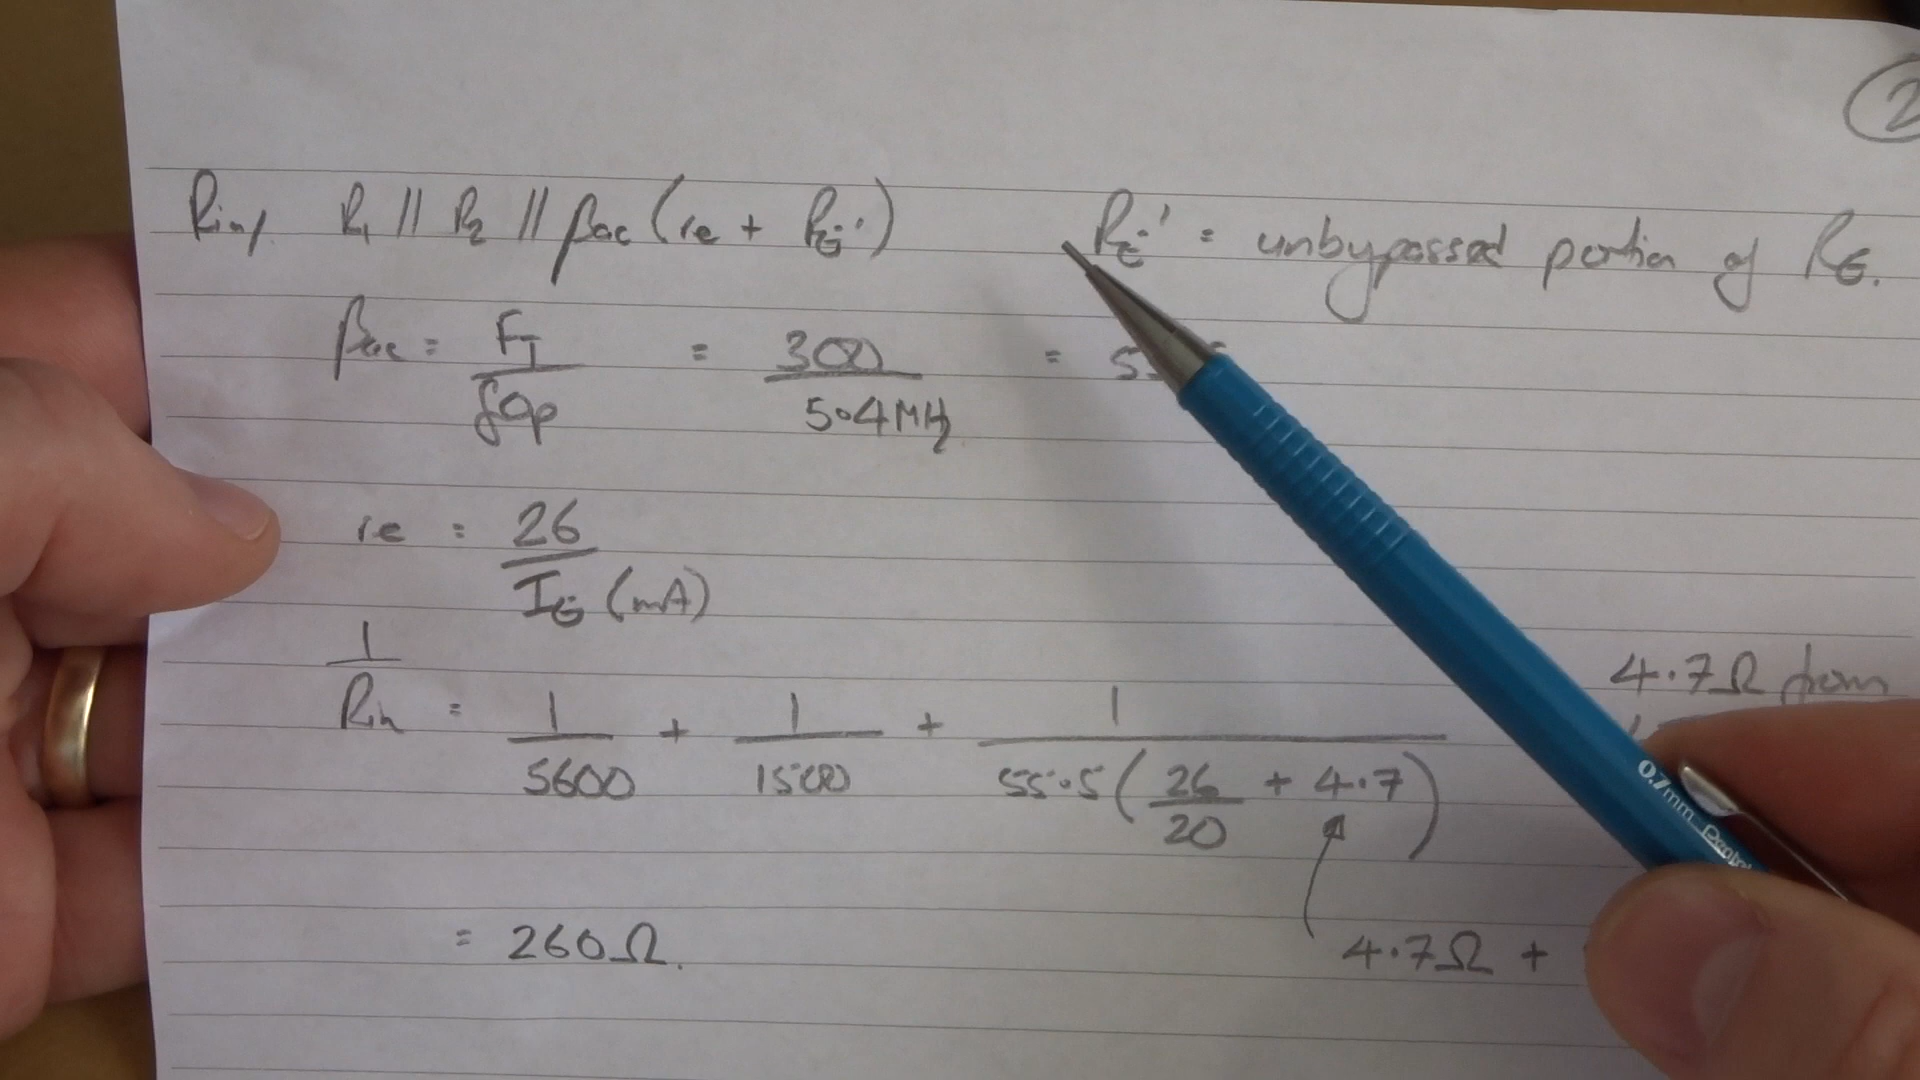 2
Rin, R1 // R2 // βac (re + RE') RE' = unbypassed portion of RE.
βac = FT / fop = 300 / 5.4MHz = 5
re = 26 / IE (mA)
4.7Ω from
1 / Rin = 1 / 5600 + 1 / 1500 + 1 / 55.5 ( 26 / 20 + 4.7 )
= 260Ω. 4.7Ω +
0.7mm